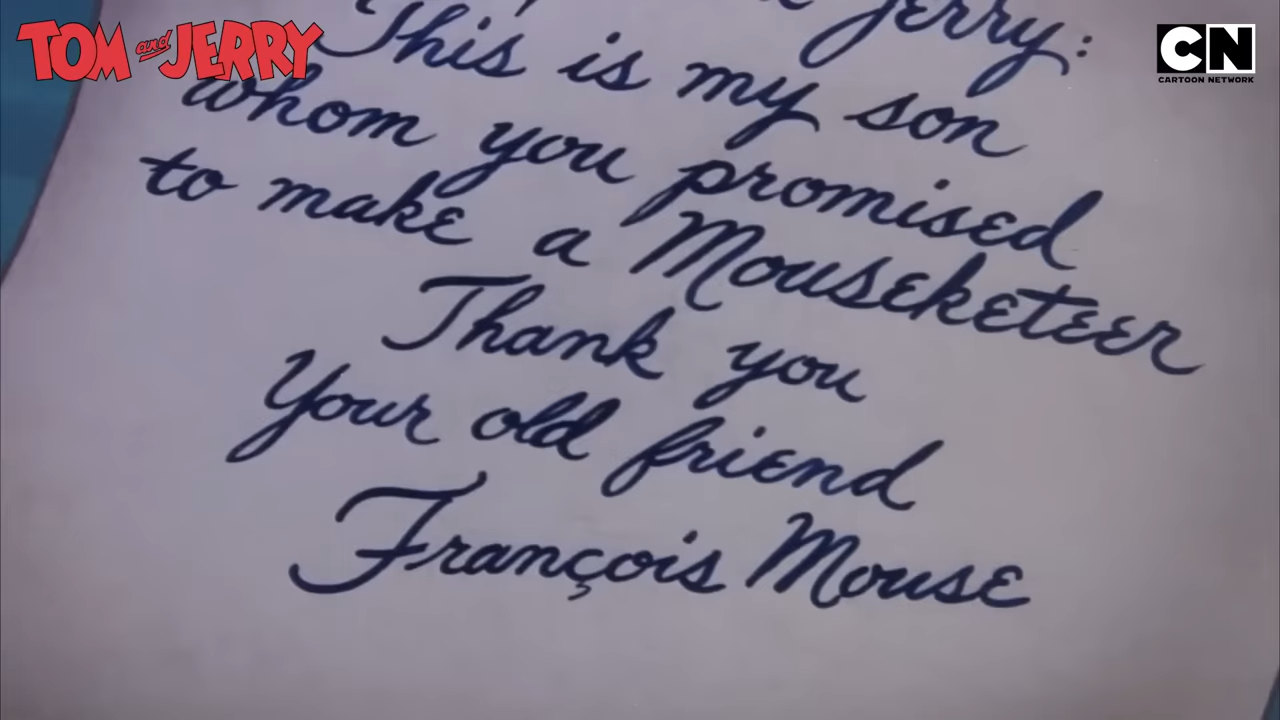 TOM and JERRY
CN
CARTOON NETWORK
Jerry:
This is my son
whom you promised
to make a Mouseketeer
Thank you
Your old friend
François Mouse